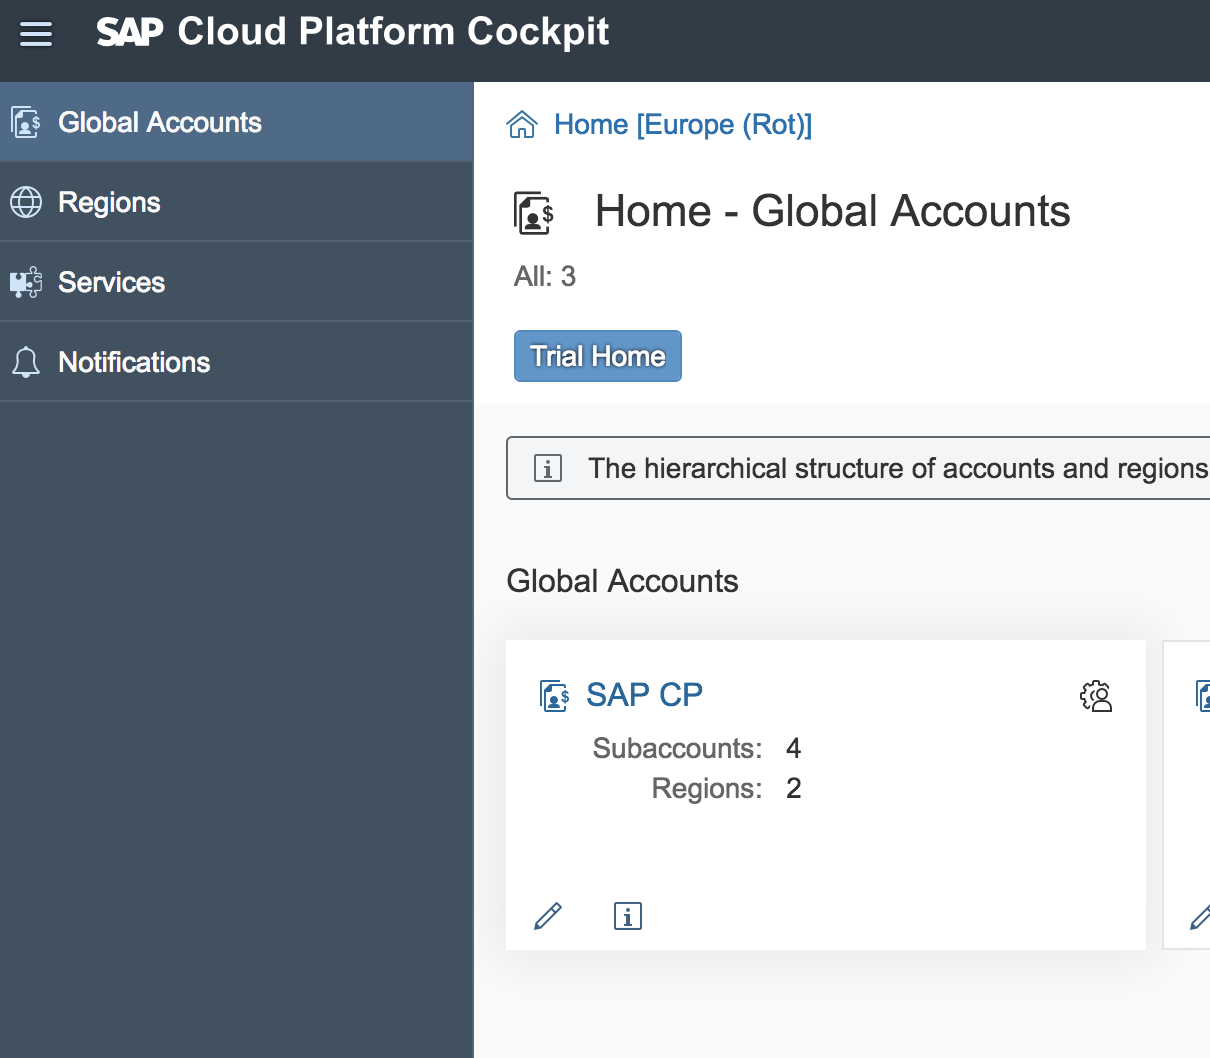 SAP Cloud Platform Cockpit
Global Accounts
Regions
Services
Notifications
Home [Europe (Rot)]
Home - Global Accounts
All: 3
Trial Home
The hierarchical structure of accounts and regions
Global Accounts
SAP CP
Subaccounts: 4
Regions: 2